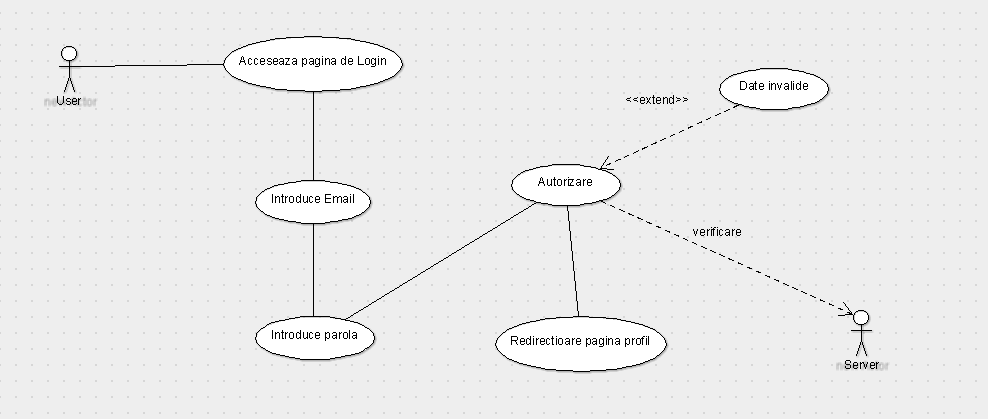 Acceseaza pagina de Login
User
<<extend>>
Date invalide
Autorizare
Introduce Email
verificare
Introduce parola
Redirectioare pagina profil
Server